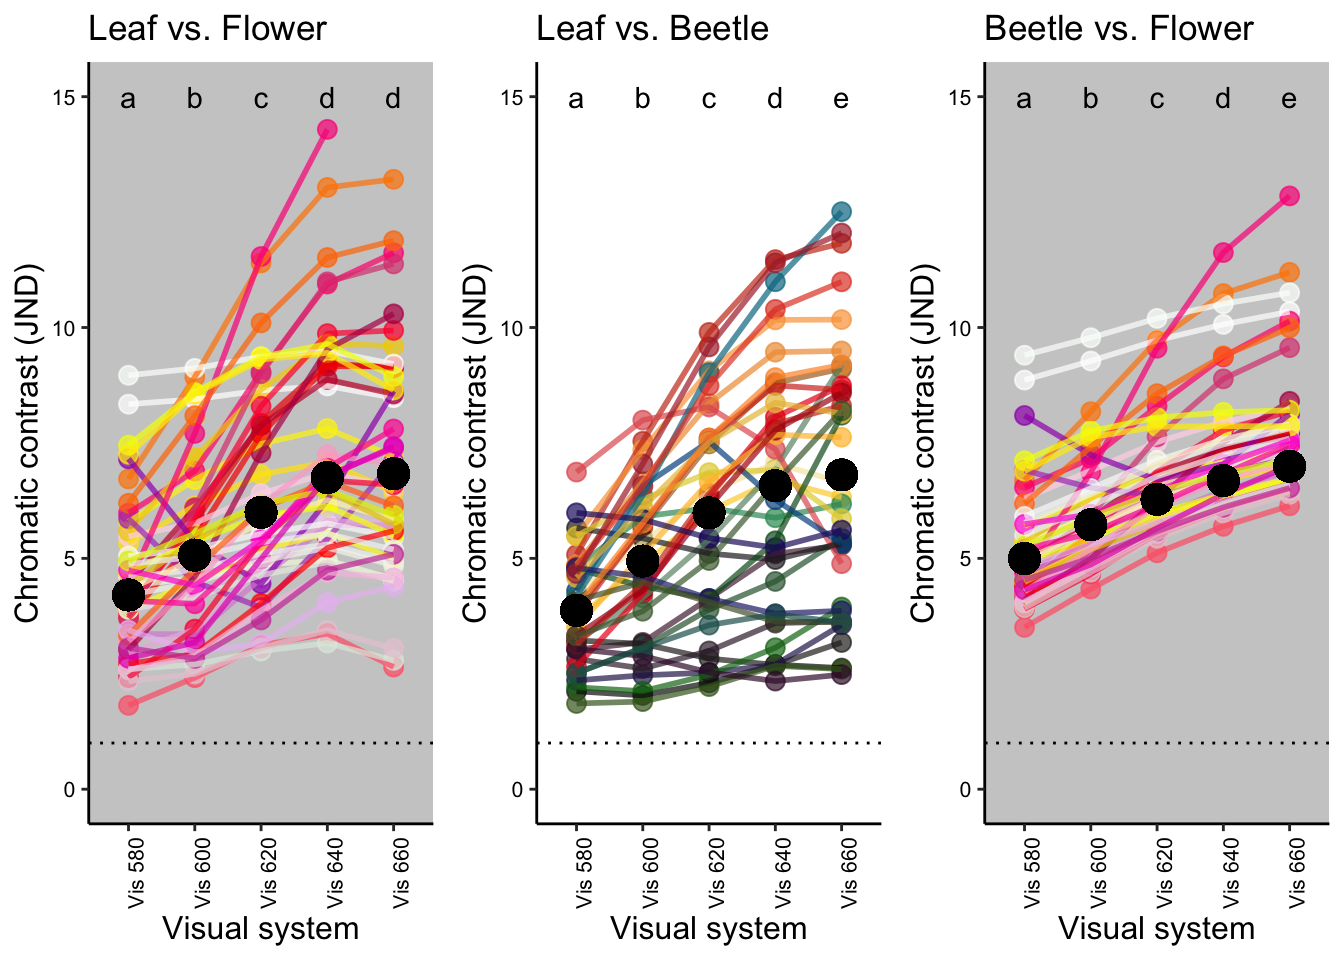 Leaf vs. Flower
Leaf vs. Beetle
Beetle vs. Flower
Chromatic contrast (JND)
15
10
5
0
a b c d d
Vis 580
Vis 600
Vis 620
Vis 640
Vis 660
Visual system
Chromatic contrast (JND)
15
10
5
0
a b c d e
Vis 580
Vis 600
Vis 620
Vis 640
Vis 660
Visual system
Chromatic contrast (JND)
15
10
5
0
a b c d e
Vis 580
Vis 600
Vis 620
Vis 640
Vis 660
Visual system